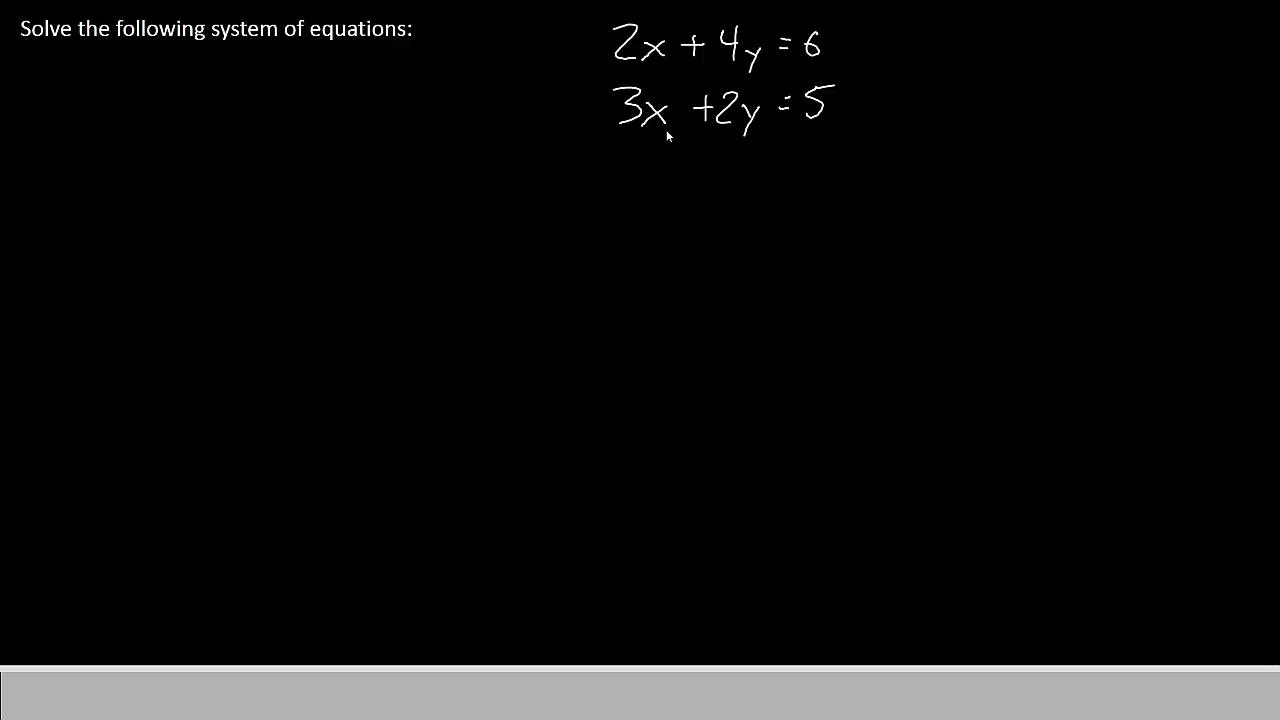 Solve the following system of equations:
2x + 4y = 6
3x + 2y = 5